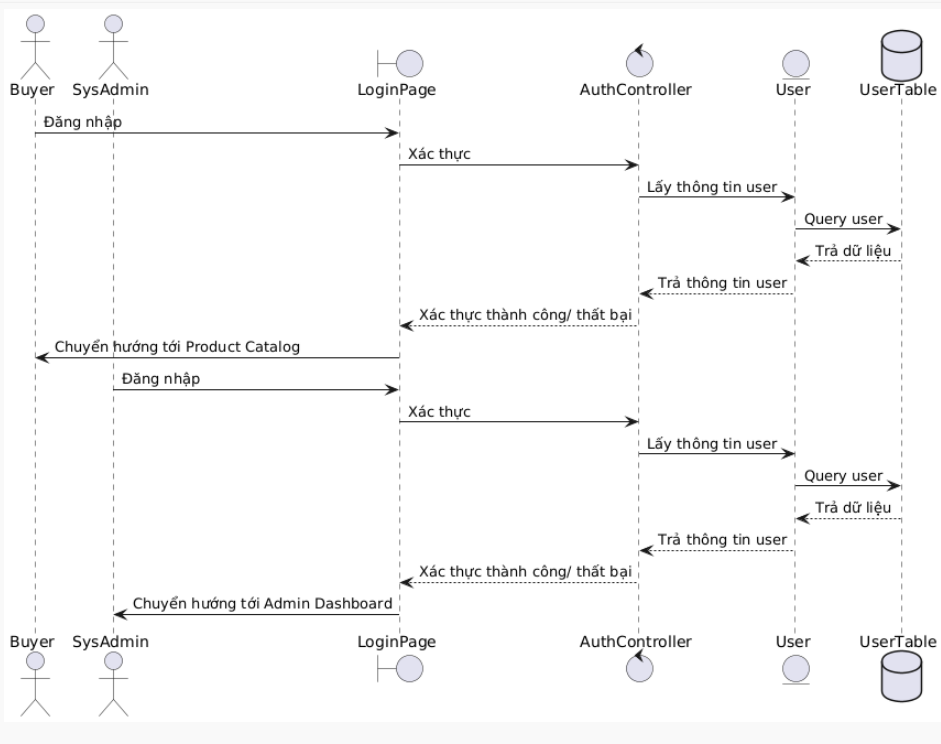 Buyer SysAdmin LoginPage AuthController User UserTable
Đăng nhập
Xác thực
Lấy thông tin user
Query user
Trả dữ liệu
Trả thông tin user
Xác thực thành công/ thất bại
Chuyển hướng tới Product Catalog
Đăng nhập
Xác thực
Lấy thông tin user
Query user
Trả dữ liệu
Trả thông tin user
Xác thực thành công/ thất bại
Chuyển hướng tới Admin Dashboard
Buyer SysAdmin LoginPage AuthController User UserTable